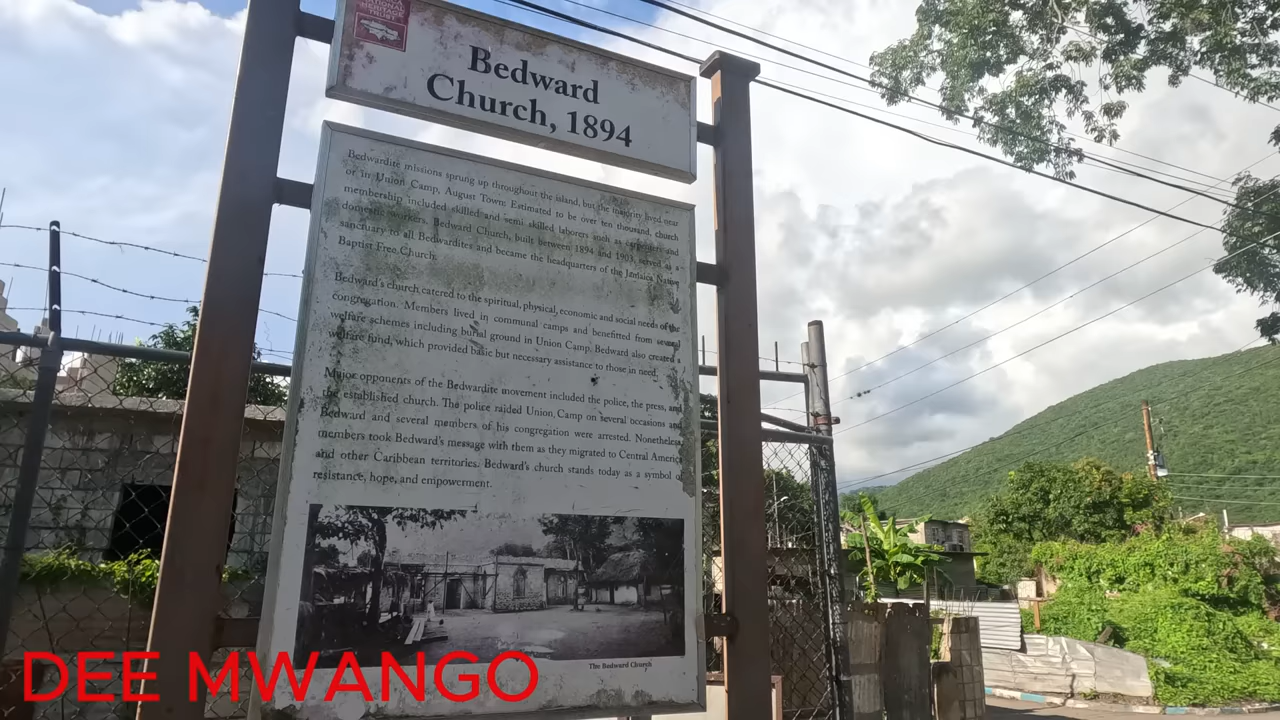 NATIONAL
HERITAGE
TRUST
Bedward
Church, 1894
Bedwardite missions sprung up throughout the island, but the majority lived near
or in Union Camp, August Town. Estimated to be over ten thousand, church
membership included skilled and semi skilled laborers such as carpenters and
domestic workers. Bedward Church, built between 1894 and 1903, served as a
sanctuary to all Bedwardites and became the headquarters of the Jamaica Native
Baptist Free Church.
Bedward's church catered to the spiritual, physical, economic and social needs of the
congregation. Members lived in communal camps and benefitted from several
welfare schemes including burial ground in Union Camp. Bedward also created a
welfare fund, which provided basic but necessary assistance to those in need.
Major opponents of the Bedwardite movement included the police, the press, and
the established church. The police raided Union Camp on several occasions and
Bedward and several members of his congregation were arrested. Nonetheless,
members took Bedward's message with them as they migrated to Central America
and other Caribbean territories. Bedward's church stands today as a symbol of
resistance, hope, and empowerment.
The Bedward Church
DEE MWANGO